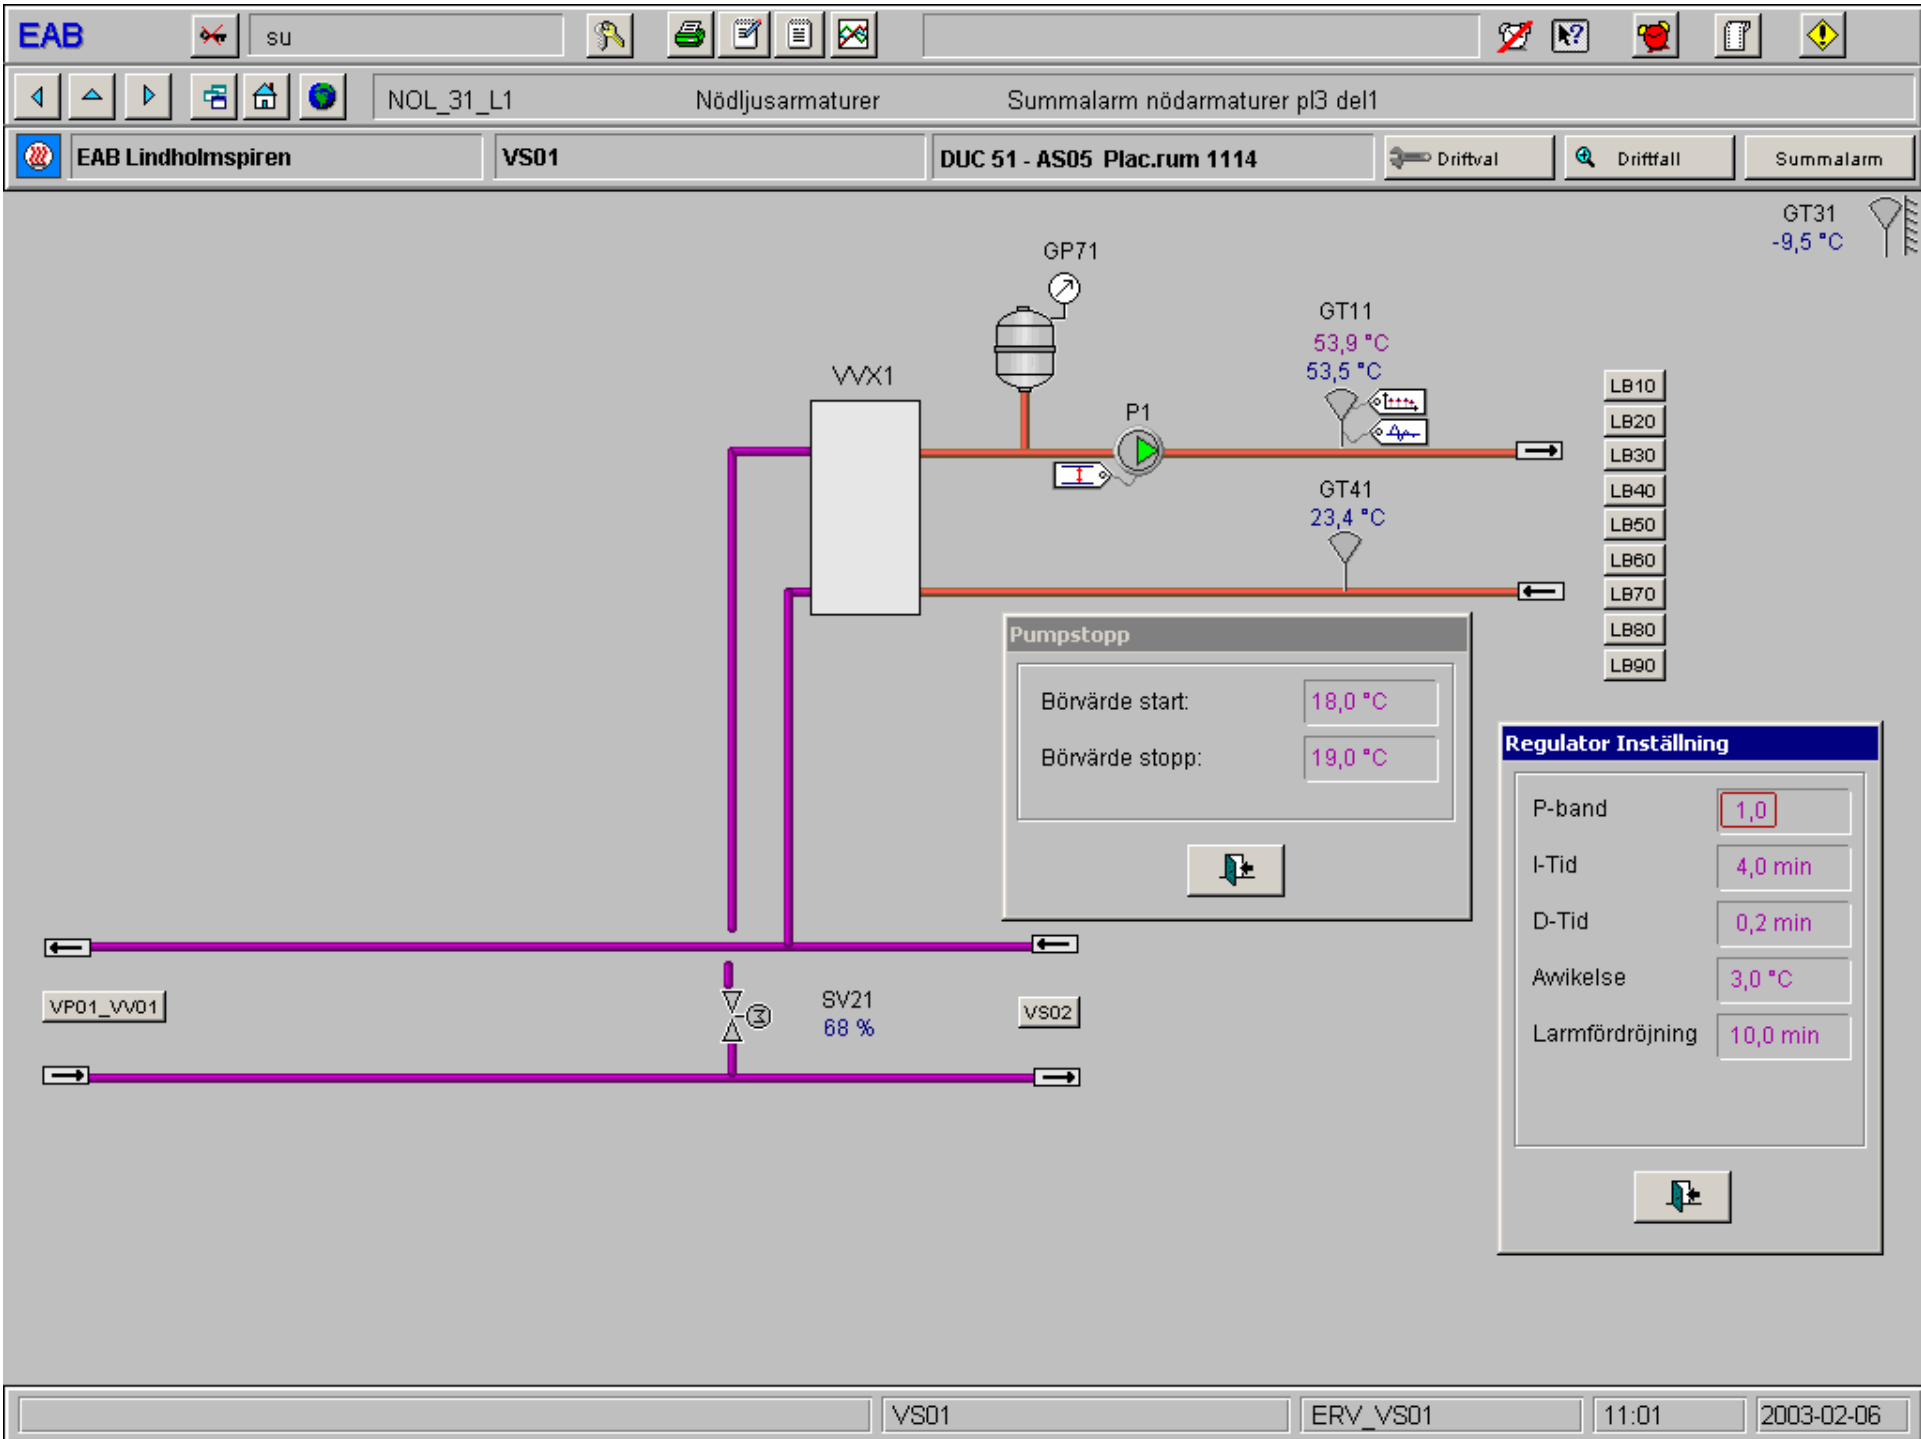 EAB su
NOL_31_L1 Nödljusarmaturer Summalarm nödarmaturer pl3 del1
EAB Lindholmspiren VS01 DUC 51 - AS05 Plac.rum 1114 Driftval Driftfall Summalarm
GT31
-9,5 °C
GP71
GT11
53,9 °C
53,5 °C
VVX1
P1
LB10
LB20
LB30
LB40
LB50
LB60
LB70
LB80
LB90
GT41
23,4 °C
Pumpstopp
Börvärde start: 18,0 °C
Börvärde stopp: 19,0 °C
Regulator Inställning
P-band 1,0
I-Tid 4,0 min
D-Tid 0,2 min
Avvikelse 3,0 °C
Larmfördröjning 10,0 min
VP01_VV01
SV21
68 %
VS02
VS01 ERV_VS01 11:01 2003-02-06